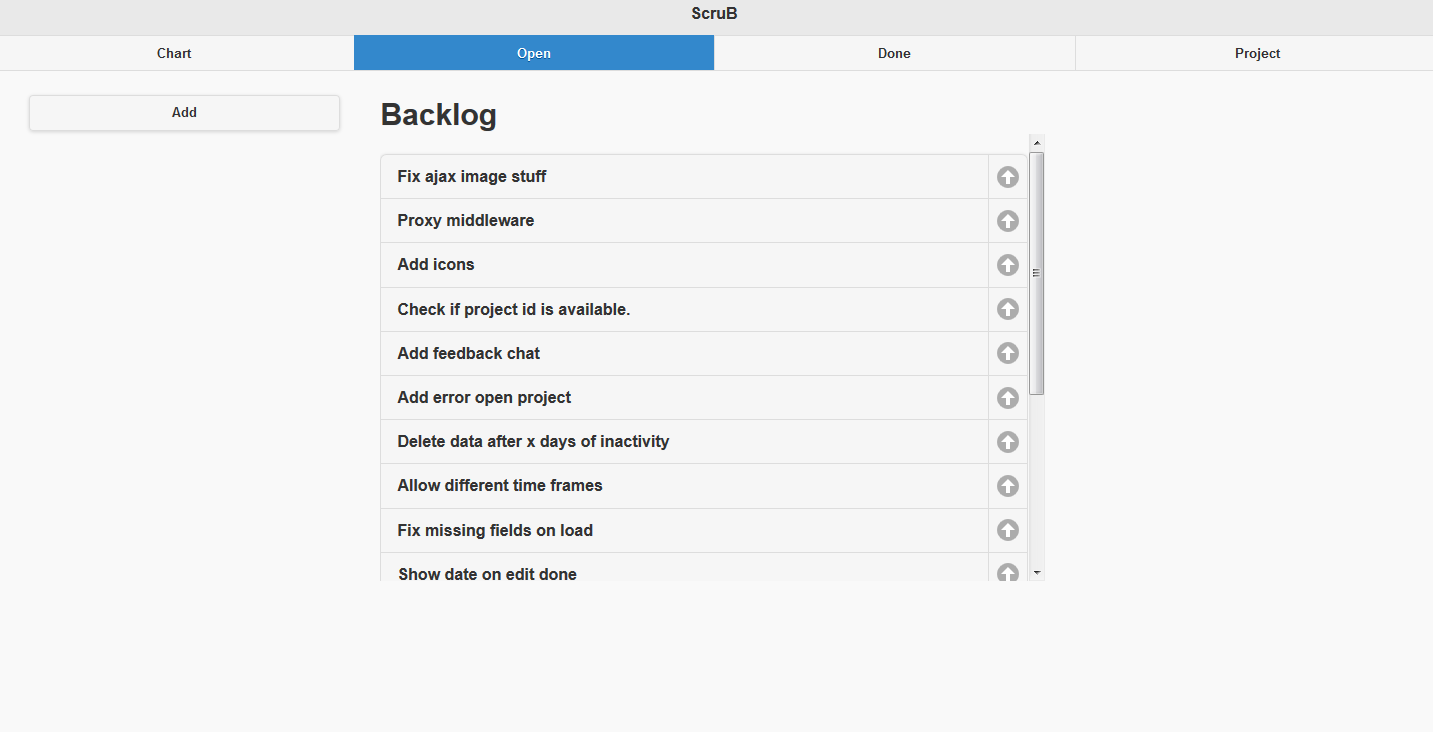 ScruB
Chart
Open
Done
Project
Add
Backlog
Fix ajax image stuff
Proxy middleware
Add icons
Check if project id is available.
Add feedback chat
Add error open project
Delete data after x days of inactivity
Allow different time frames
Fix missing fields on load
Show date on edit done